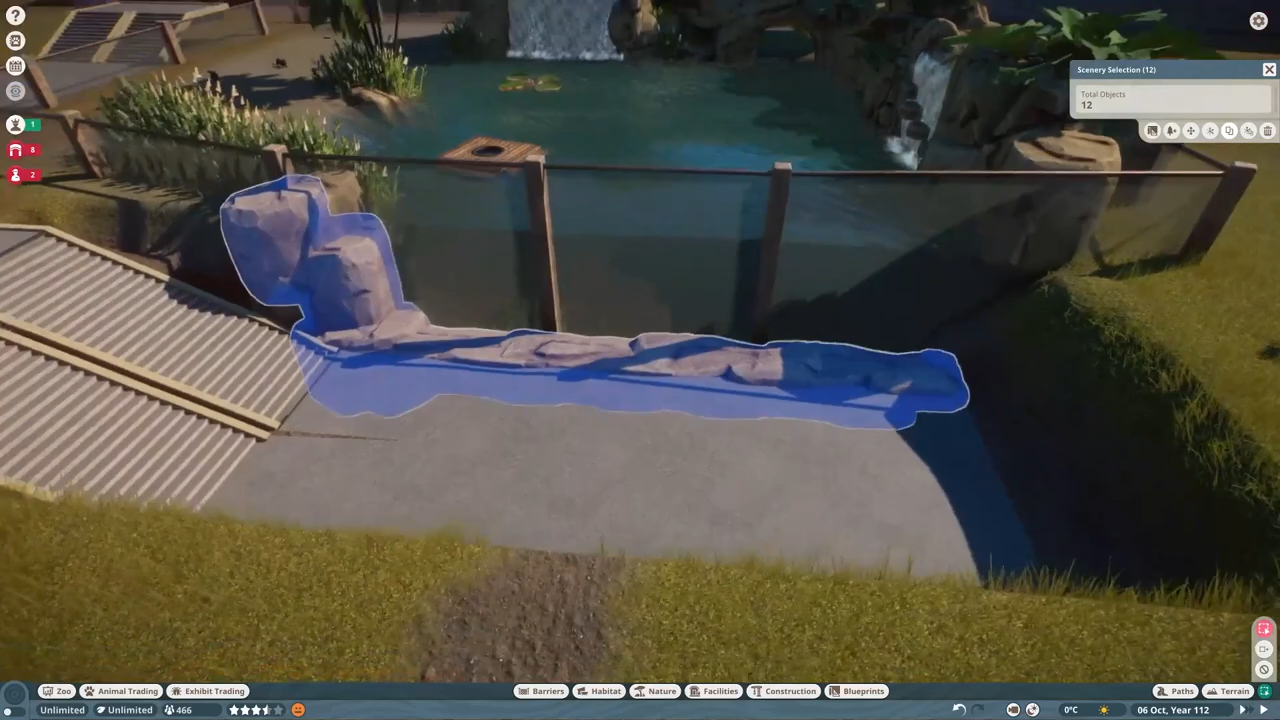 Scenery Selection (12)
Total Objects
12
1
8
2
Zoo
Animal Trading
Exhibit Trading
Barriers
Habitat
Nature
Facilities
Construction
Blueprints
Paths
Terrain
Unlimited
Unlimited
466
0°C
06 Oct, Year 112